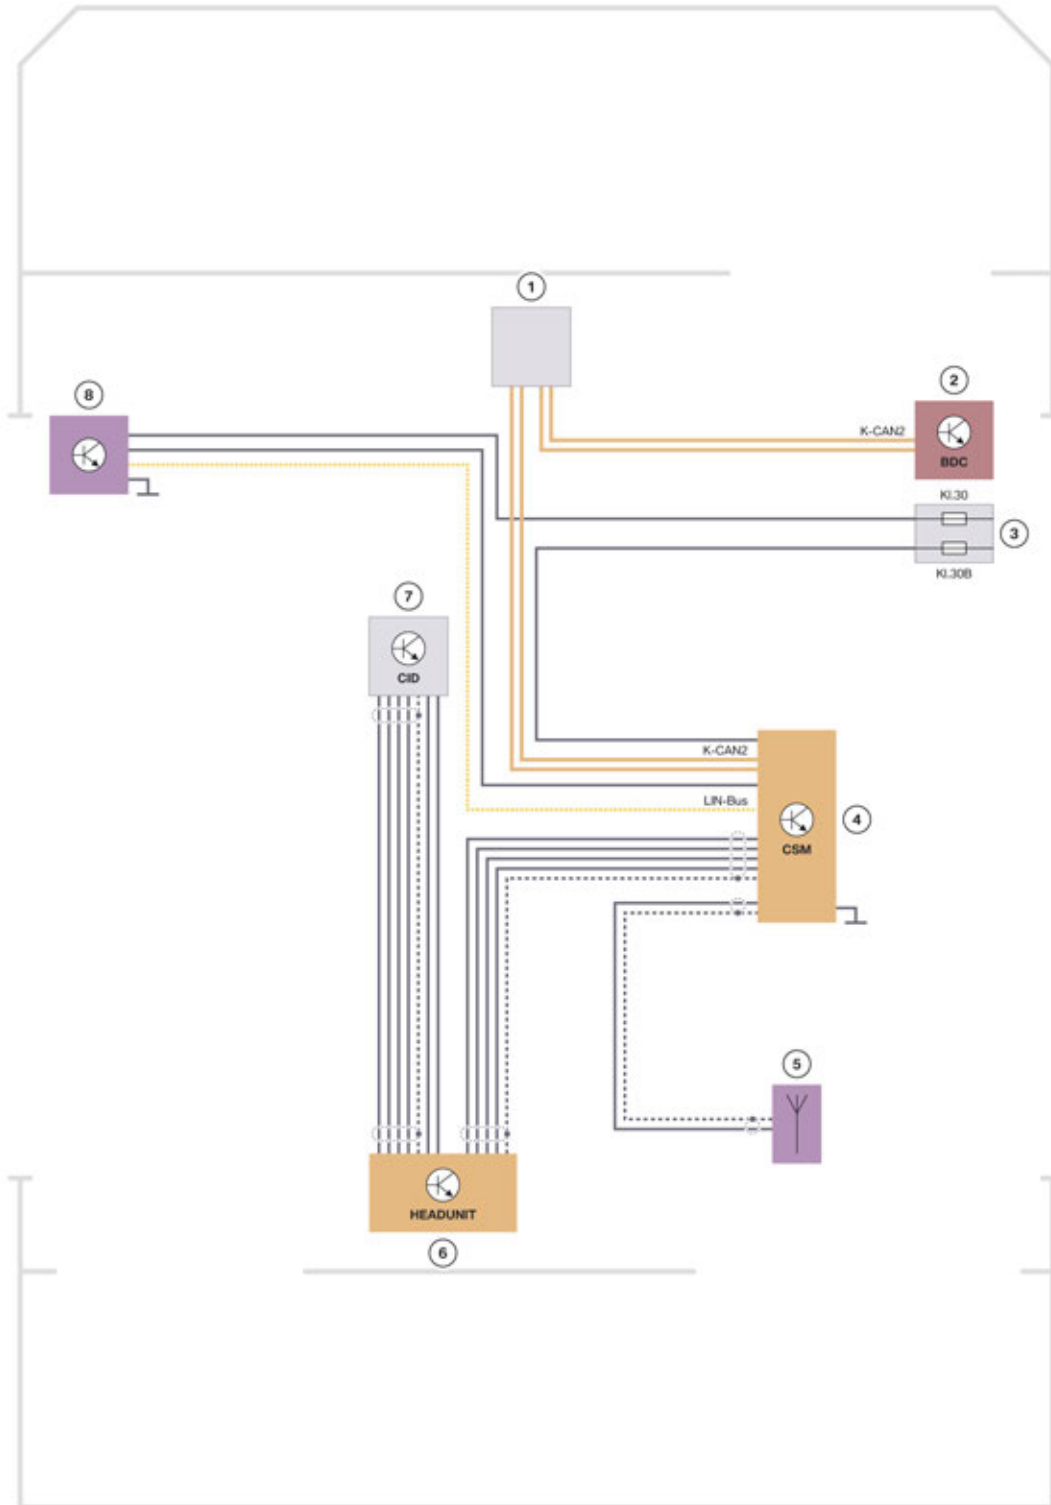 1
2
8
K-CAN2
BDC
Kl.30
3
Kl.30B
7
CID
K-CAN2
LIN-Bus
4
CSM
5
HEADUNIT
6